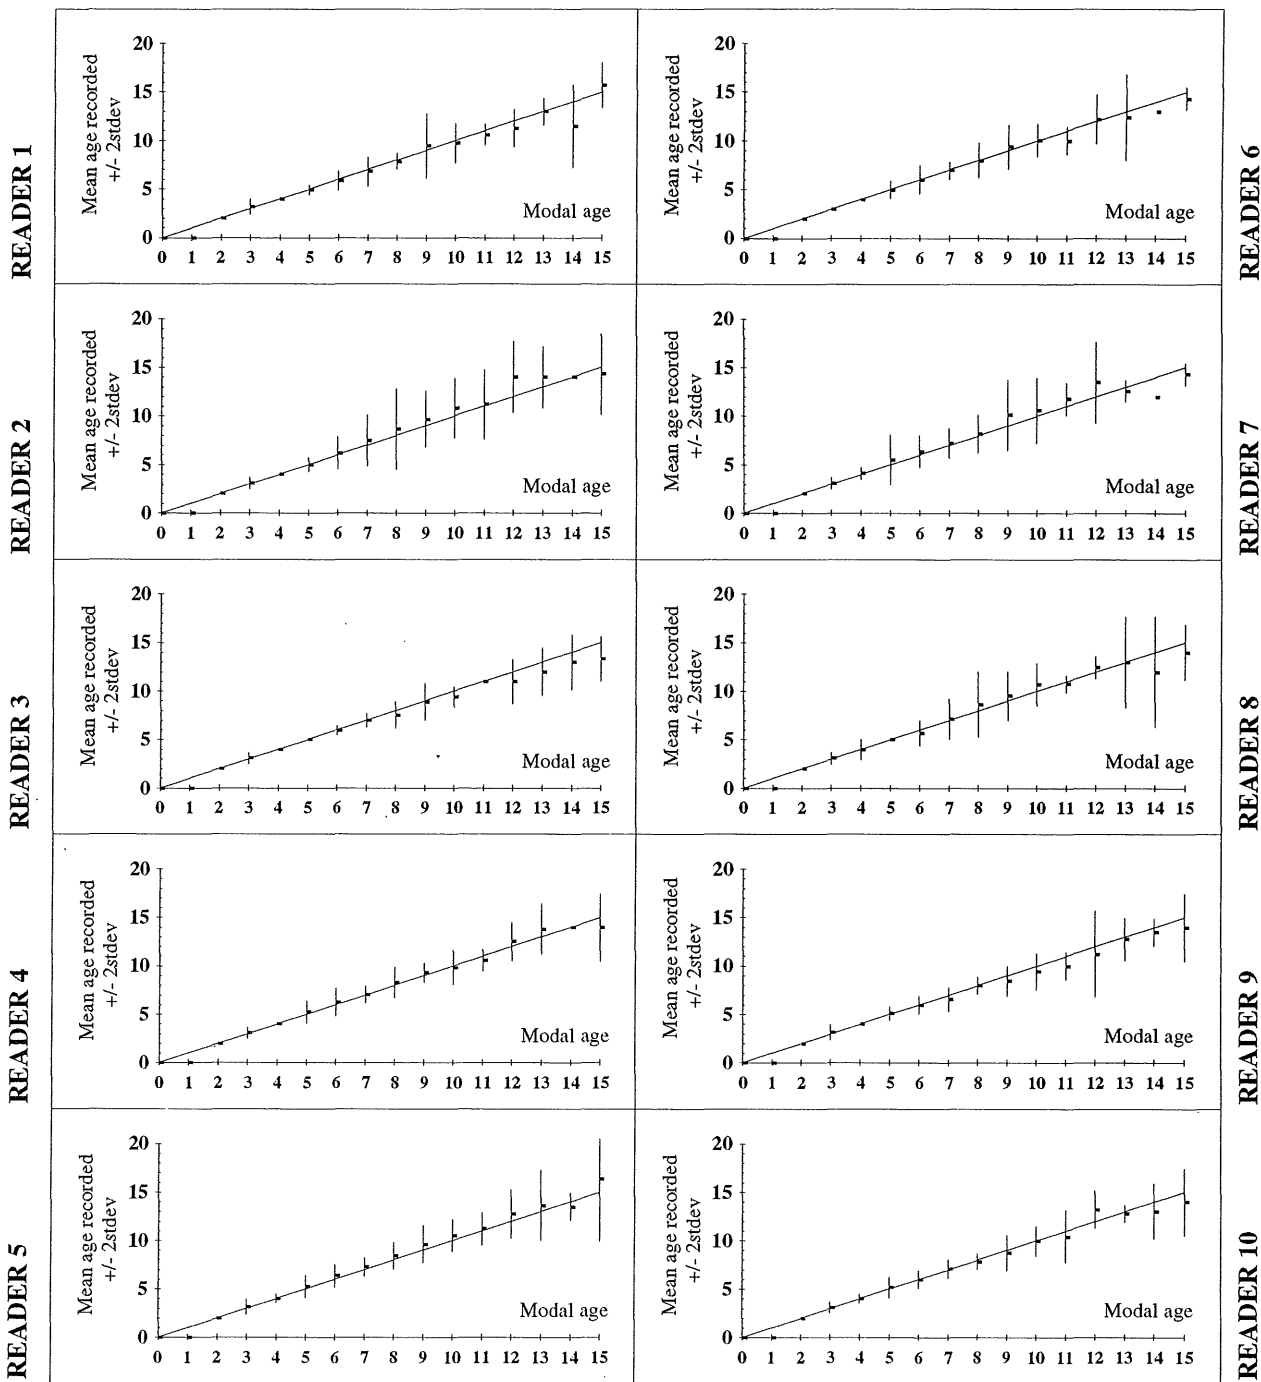 READER 1
Mean age recorded
+/- 2stdev
20
15
10
5
0
Modal age
0 1 2 3 4 5 6 7 8 9 10 11 12 13 14 15
READER 6
Mean age recorded
+/- 2stdev
20
15
10
5
0
Modal age
0 1 2 3 4 5 6 7 8 9 10 11 12 13 14 15
READER 2
Mean age recorded
+/- 2stdev
20
15
10
5
0
Modal age
0 1 2 3 4 5 6 7 8 9 10 11 12 13 14 15
READER 7
Mean age recorded
+/- 2stdev
20
15
10
5
0
Modal age
0 1 2 3 4 5 6 7 8 9 10 11 12 13 14 15
READER 3
Mean age recorded
+/- 2stdev
20
15
10
5
0
Modal age
0 1 2 3 4 5 6 7 8 9 10 11 12 13 14 15
READER 8
Mean age recorded
+/- 2stdev
20
15
10
5
0
Modal age
0 1 2 3 4 5 6 7 8 9 10 11 12 13 14 15
READER 4
Mean age recorded
+/- 2stdev
20
15
10
5
0
Modal age
0 1 2 3 4 5 6 7 8 9 10 11 12 13 14 15
READER 9
Mean age recorded
+/- 2stdev
20
15
10
5
0
Modal age
0 1 2 3 4 5 6 7 8 9 10 11 12 13 14 15
READER 5
Mean age recorded
+/- 2stdev
20
15
10
5
0
Modal age
0 1 2 3 4 5 6 7 8 9 10 11 12 13 14 15
READER 10
Mean age recorded
+/- 2stdev
20
15
10
5
0
Modal age
0 1 2 3 4 5 6 7 8 9 10 11 12 13 14 15